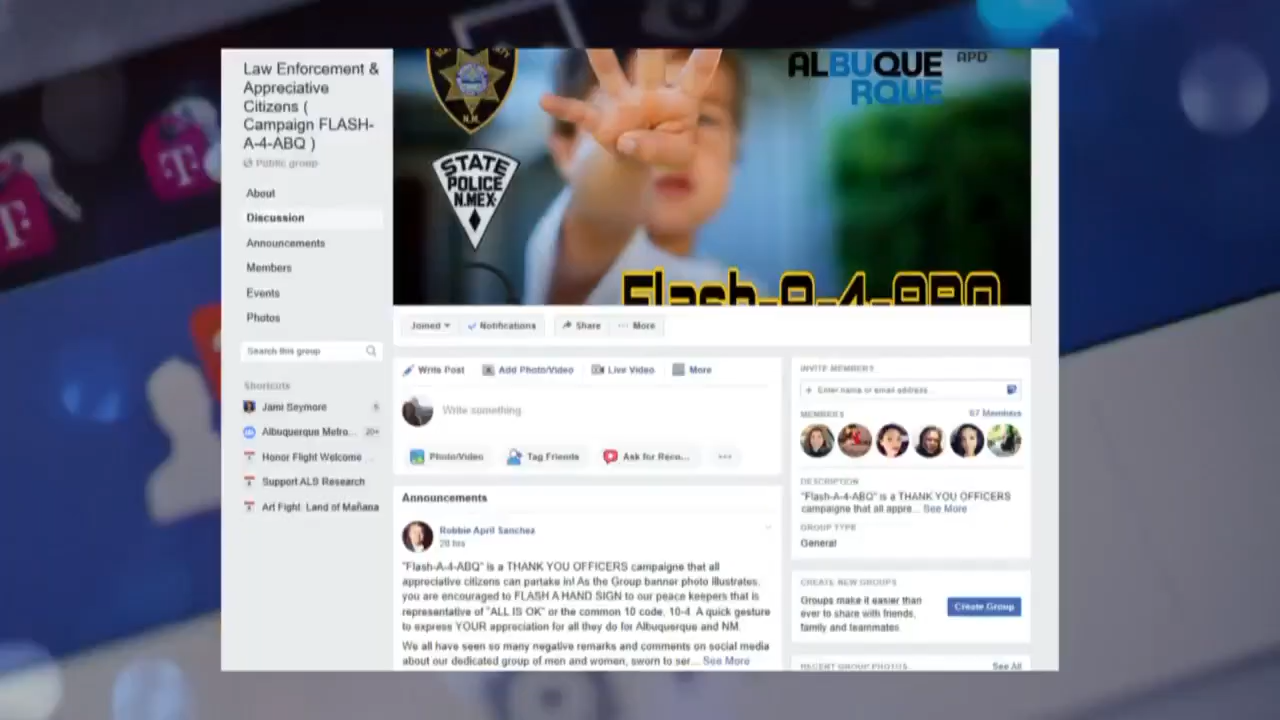 Law Enforcement &
Appreciative
Citizens (
Campaign FLASH-
A-4-ABQ )
Public group
About
Discussion
Announcements
Members
Events
Photos
Search this group
Shortcuts
Jami Seymore 5
Albuquerque Metro... 20+
Honor Flight Welcome ...
Support ALS Research
Art Fight: Land of Mañana
N.M.
STATE
POLICE
N.MEX.
ALBUQUE
RQUE
APD
Flash-A-4-ABQ
Joined
Notifications
Share
... More
Write Post
Add Photo/Video
Live Video
More
Write something
Photo/Video
Tag Friends
Ask for Reco...
...
Announcements
Robbie April Sanchez
20 hrs
"Flash-A-4-ABQ" is a THANK YOU OFFICERS campaigne that all
appreciative citizens can partake in! As the Group banner photo illustrates,
you are encouraged to FLASH A HAND SIGN to our peace keepers that is
representative of "ALL IS OK" or the common 10 code, 10-4. A quick gesture
to express YOUR appreciation for all they do for Albuquerque and NM.
We all have seen so many negative remarks and comments on social media
about our dedicated group of men and women, sworn to ser... See More
INVITE MEMBERS
+ Enter name or email address...
MEMBERS
67 Members
DESCRIPTION
"Flash-A-4-ABQ" is a THANK YOU OFFICERS
campaigne that all appre... See More
GROUP TYPE
General
CREATE NEW GROUPS
Groups make it easier than
ever to share with friends,
family and teammates.
Create Group
RECENT GROUP PHOTOS
See All
T
T